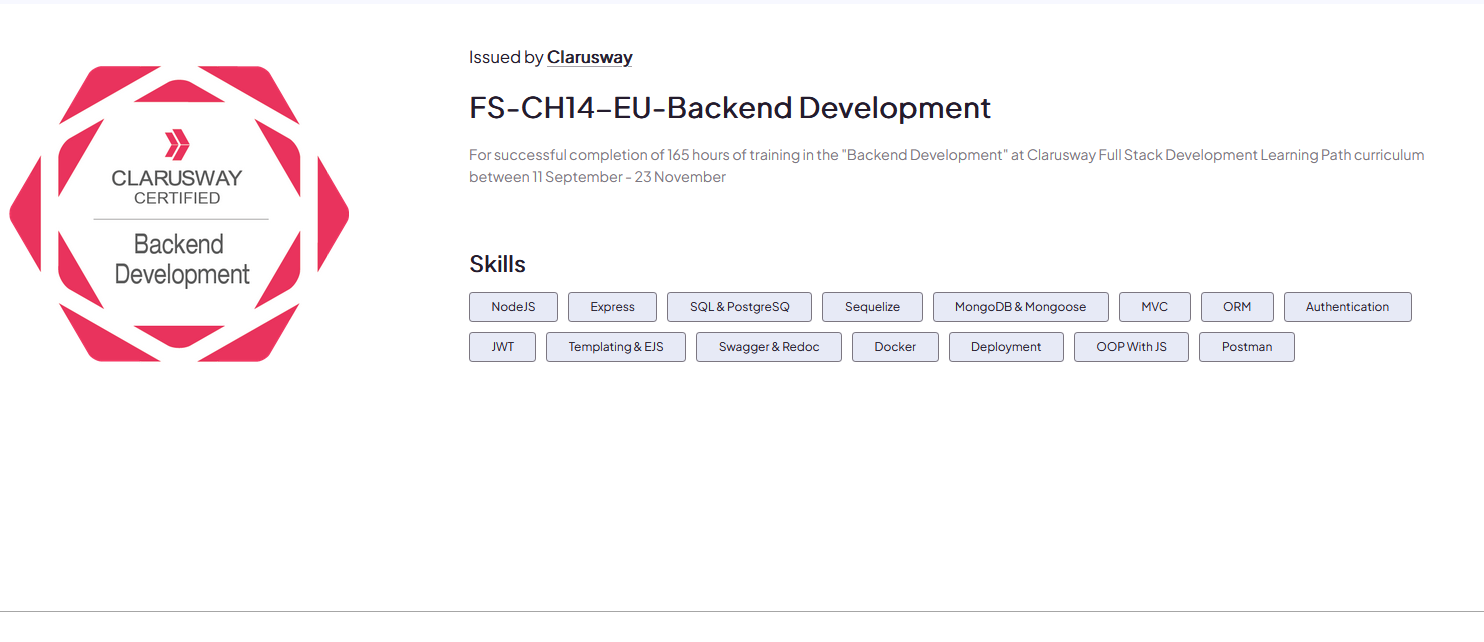 CLARUSWAY
CERTIFIED
Backend
Development
Issued by Clarusway
FS-CH14–EU-Backend Development
For successful completion of 165 hours of training in the "Backend Development" at Clarusway Full Stack Development Learning Path curriculum
between 11 September - 23 November
Skills
NodeJS Express SQL & PostgreSQ Sequelize MongoDB & Mongoose MVC ORM Authentication
JWT Templating & EJS Swagger & Redoc Docker Deployment OOP With JS Postman